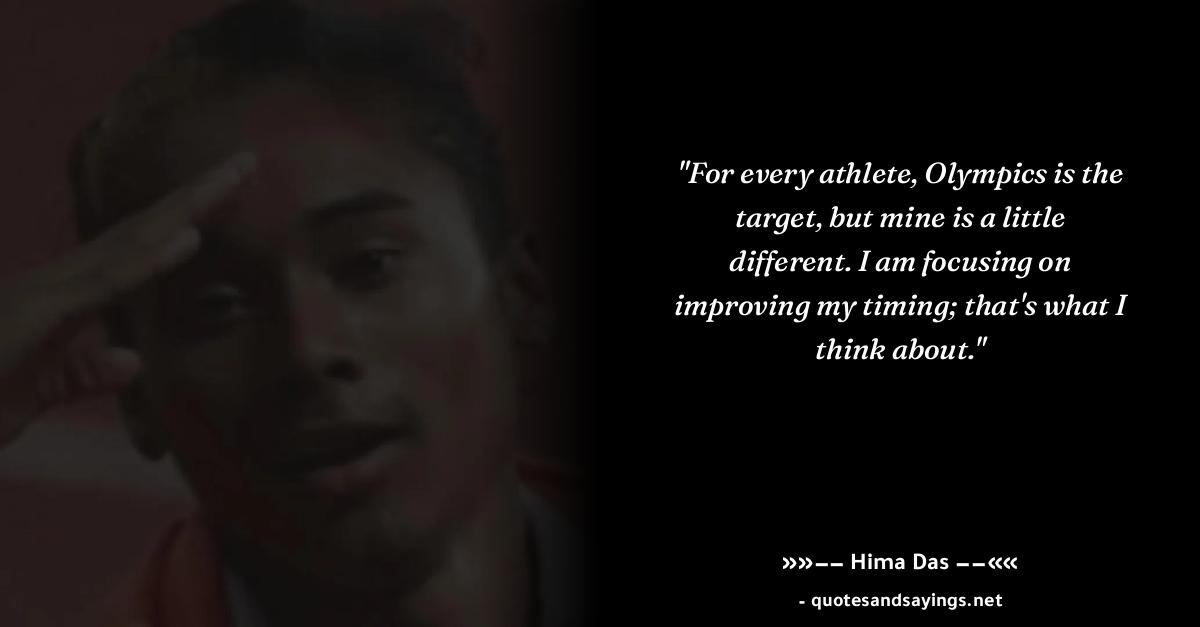 "For every athlete, Olympics is the
target, but mine is a little
different. I am focusing on
improving my timing; that's what I
think about."
»»−− Hima Das −−««
- quotesandsayings.net